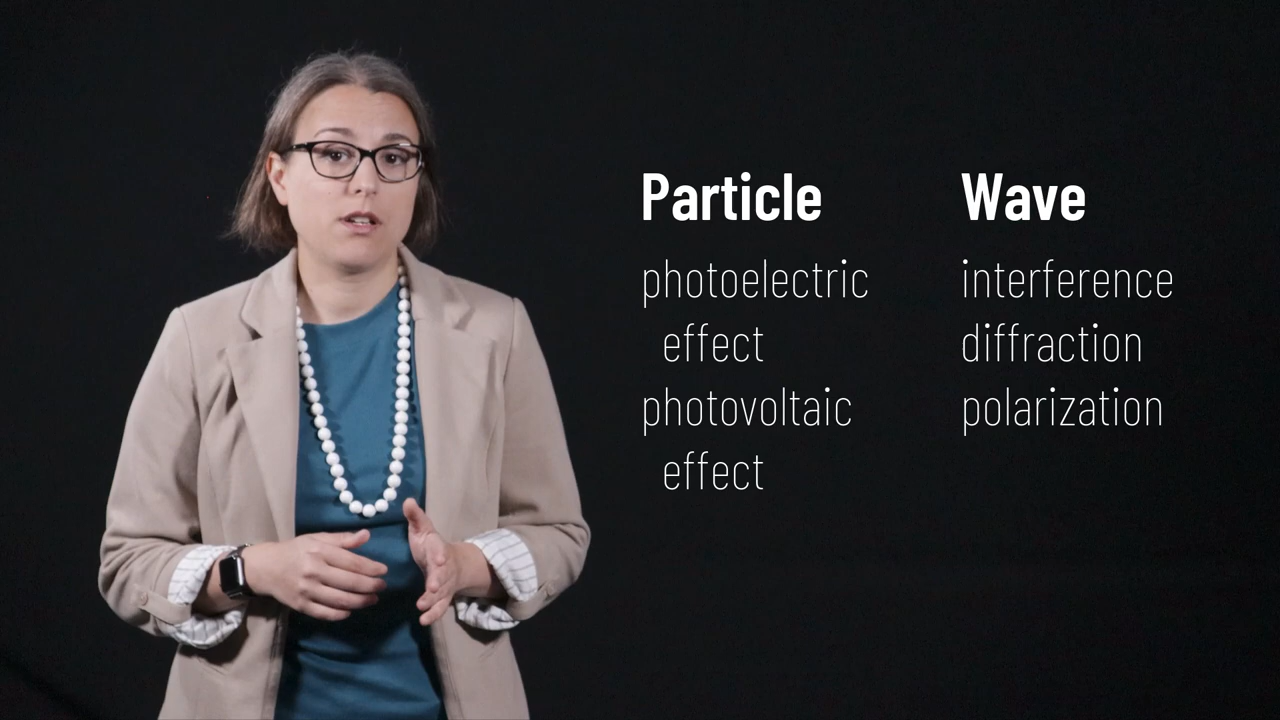 Particle
photoelectric
effect
photovoltaic
effect
Wave
interference
diffraction
polarization